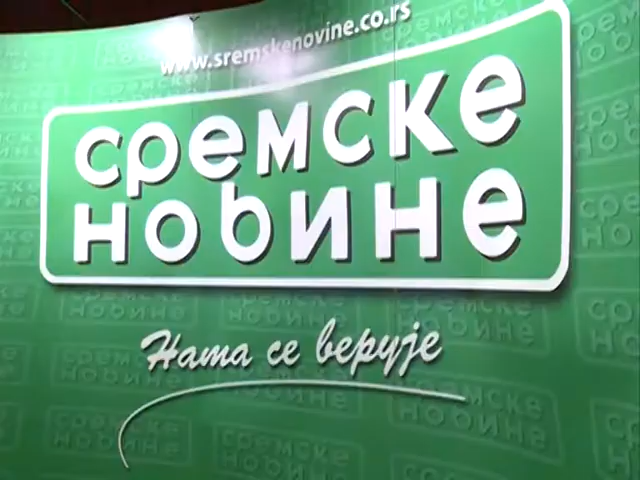 www.sremskenovine.co.rs
сремске
новине
Нама се верује